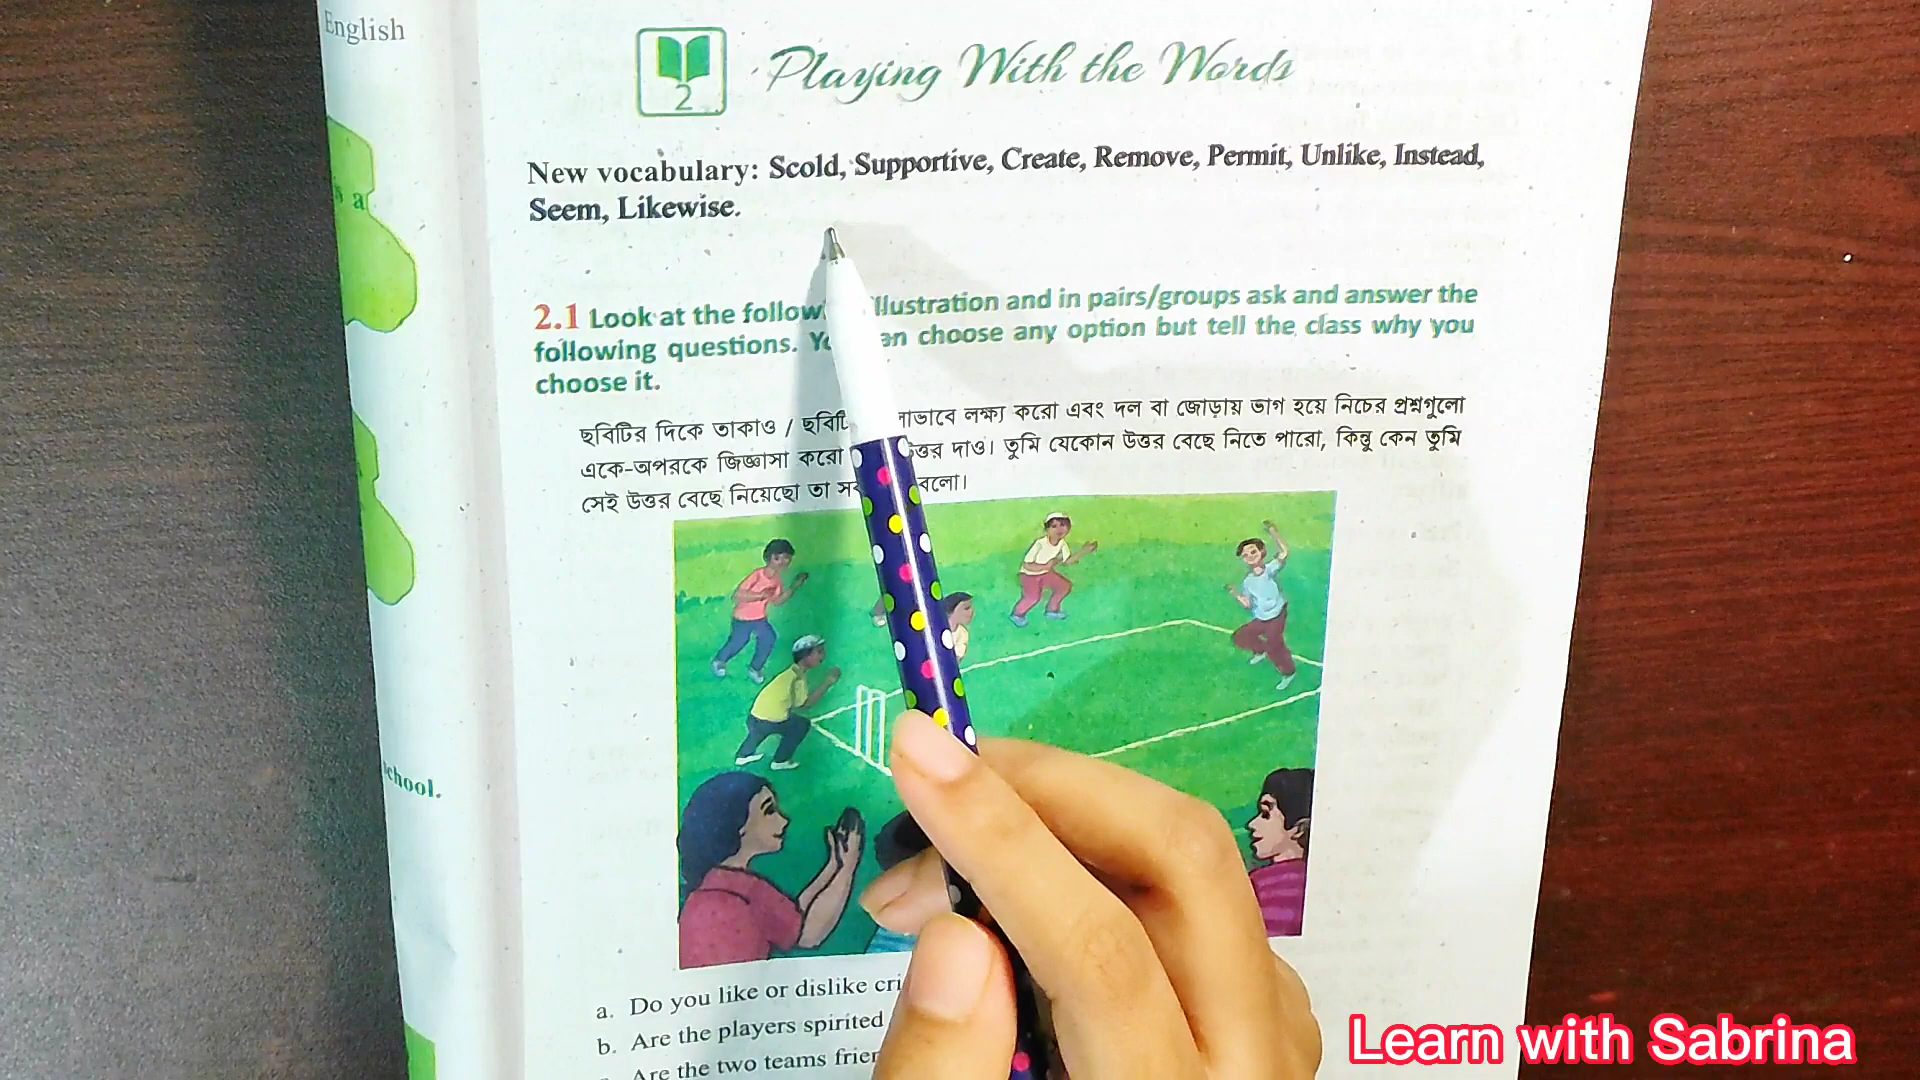 English
2
Playing With the Words
New vocabulary: Scold, Supportive, Create, Remove, Permit, Unlike, Instead,
Seem, Likewise.
2.1 Look at the follow illustration and in pairs/groups ask and answer the
following questions. an choose any option but tell the class why you
choose it.
ছবিটির দিকে তাকাও / ছবিটি লক্ষ্য করো এবং দল বা জোড়ায় ভাগ হয়ে নিচের প্রশ্নগুলো
একে-অপরকে জিজ্ঞাসা করো দাও। তুমি যেকোন উত্তর বেছে নিতে পারো, কিন্তু কেন তুমি
সেই উত্তর বেছে নিয়েছো তা বলো।
s a
school.
a. Do you like or dislike cri
b. Are the players spirited
Are the two teams frien
Learn with Sabrina